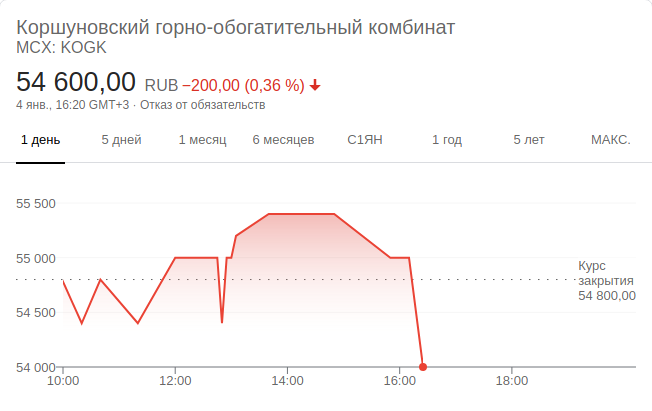 Коршуновский горно-обогатительный комбинат
MCX: KOGK
54 600,00 RUB −200,00 (0,36 %)
4 янв., 16:20 GMT+3 · Отказ от обязательств
1 день 5 дней 1 месяц 6 месяцев С1ЯН 1 год 5 лет МАКС.
55 500
55 000
Курс
закрытия
54 800,00
54 500
54 000
10:00 12:00 14:00 16:00 18:00